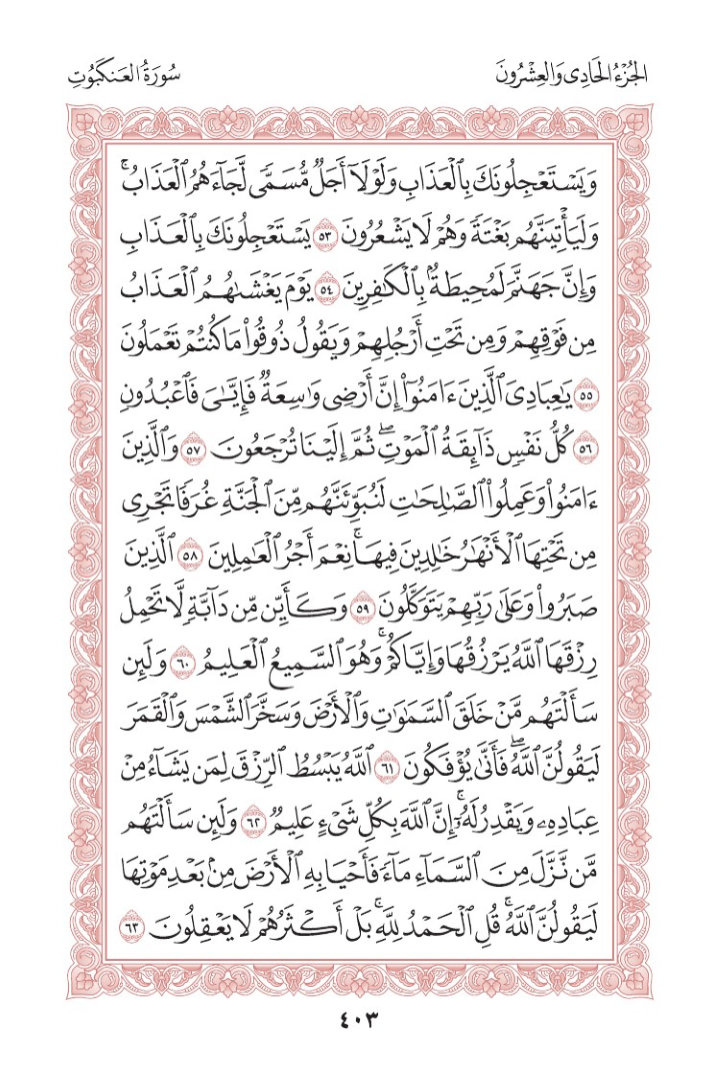 الجُزْءُ الحَادِى وَالعِشْرُونَ
سُورَةُ العَنكَبُوتِ
وَيَسْتَعْجِلُونَكَ بِٱلْعَذَابِ وَلَوْلَآ أَجَلٌ مُّسَمًّى لَّجَآءَهُمُ ٱلْعَذَابُۚ
وَلَيَأْتِيَنَّهُم بَغْتَةً وَهُمْ لَا يَشْعُرُونَ ٥٣ يَسْتَعْجِلُونَكَ بِٱلْعَذَابِ
وَإِنَّ جَهَنَّمَ لَمُحِيطَةٌۢ بِٱلْكَٰفِرِينَ ٥٤ يَوْمَ يَغْشَىٰهُمُ ٱلْعَذَابُ
مِن فَوْقِهِمْ وَمِن تَحْتِ أَرْجُلِهِمْ وَيَقُولُ ذُوقُوا۟ مَا كُنتُمْ تَعْمَلُونَ
٥٥ يَٰعِبَادِىَ ٱلَّذِينَ ءَامَنُوٓا۟ إِنَّ أَرْضِى وَٰسِعَةٌ فَإِيَّٰىَ فَٱعْبُدُونِ
٥٦ كُلُّ نَفْسٍ ذَآئِقَةُ ٱلْمَوْتِۖ ثُمَّ إِلَيْنَا تُرْجَعُونَ ٥٧ وَٱلَّذِينَ
ءَامَنُوا۟ وَعَمِلُوا۟ ٱلصَّٰلِحَٰتِ لَنُبَوِّئَنَّهُم مِّنَ ٱلْجَنَّةِ غُرَفًا تَجْرِى
مِن تَحْتِهَا ٱلْأَنْهَٰرُ خَٰلِدِينَ فِيهَاۚ نِعْمَ أَجْرُ ٱلْعَٰمِلِينَ ٥٨ ٱلَّذِينَ
صَبَرُوا۟ وَعَلَىٰ رَبِّهِمْ يَتَوَكَّلُونَ ٥٩ وَكَأَيِّن مِّن دَآبَّةٍ لَّا تَحْمِلُ
رِزْقَهَا ٱللَّهُ يَرْزُقُهَا وَإِيَّاكُمْۚ وَهُوَ ٱلسَّمِيعُ ٱلْعَلِيمُ ٦٠ وَلَئِن
سَأَلْتَهُم مَّنْ خَلَقَ ٱلسَّمَٰوَٰتِ وَٱلْأَرْضَ وَسَخَّرَ ٱلشَّمْسَ وَٱلْقَمَرَ
لَيَقُولُنَّ ٱللَّهُۖ فَأَنَّىٰ يُؤْفَكُونَ ٦١ ٱللَّهُ يَبْسُطُ ٱلرِّزْقَ لِمَن يَشَآءُ مِنْ
عِبَادِهِۦ وَيَقْدِرُ لَهُۥٓۚ إِنَّ ٱللَّهَ بِكُلِّ شَىْءٍ عَلِيمٌ ٦٢ وَلَئِن سَأَلْتَهُم
مَّن نَّزَّلَ مِنَ ٱلسَّمَآءِ مَآءً فَأَحْيَا بِهِ ٱلْأَرْضَ مِنۢ بَعْدِ مَوْتِهَا
لَيَقُولُنَّ ٱللَّهُۚ قُلِ ٱلْحَمْدُ لِلَّهِۚ بَلْ أَكْثَرُهُمْ لَا يَعْقِلُونَ ٦٣
٤٠٣